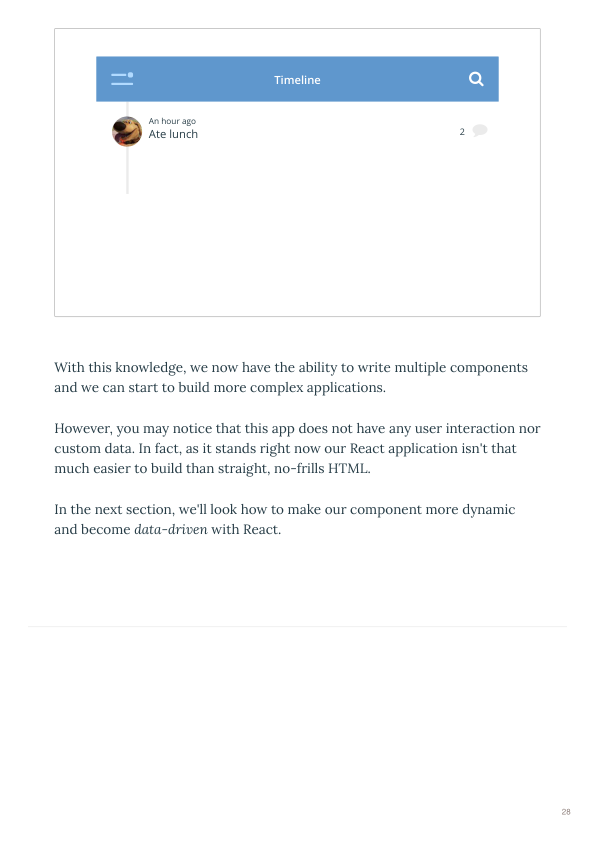 Timeline
An hour ago
Ate lunch
2
With this knowledge, we now have the ability to write multiple components
and we can start to build more complex applications.
However, you may notice that this app does not have any user interaction nor
custom data. In fact, as it stands right now our React application isn't that
much easier to build than straight, no-frills HTML.
In the next section, we'll look how to make our component more dynamic
and become data-driven with React.
28